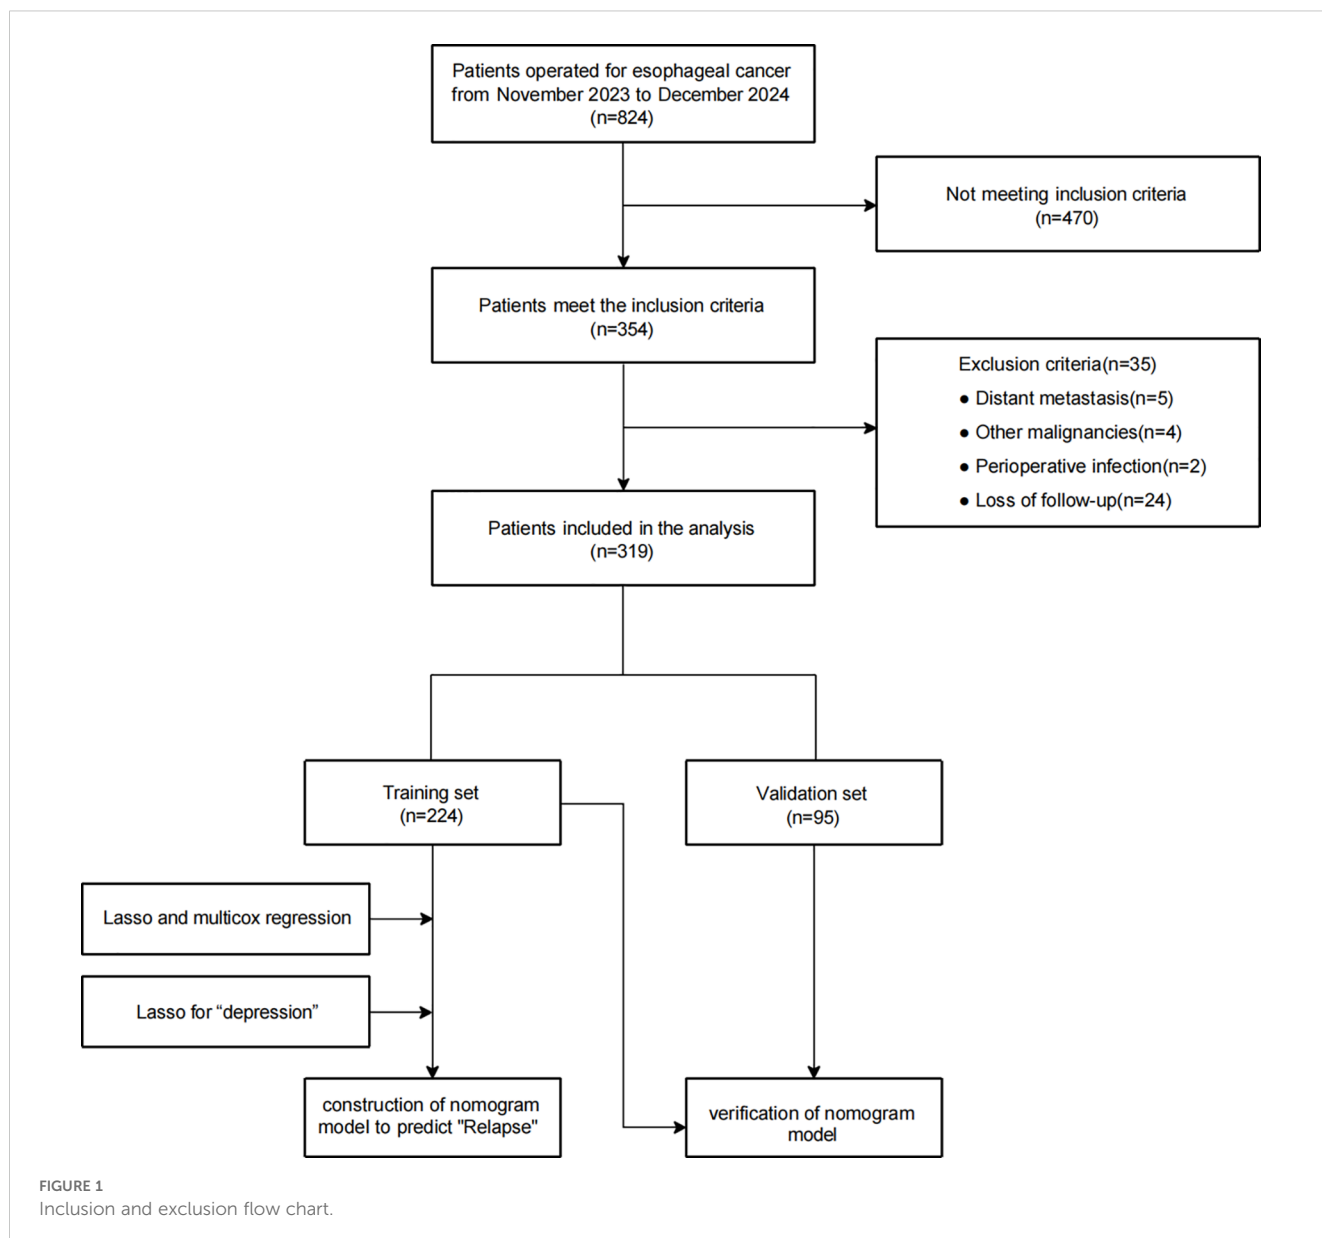 Patients operated for esophageal cancer
from November 2023 to December 2024
(n=824)
Not meeting inclusion criteria
(n=470)
Patients meet the inclusion criteria
(n=354)
Exclusion criteria(n=35)
● Distant metastasis(n=5)
● Other malignancies(n=4)
● Perioperative infection(n=2)
● Loss of follow-up(n=24)
Patients included in the analysis
(n=319)
Training set
(n=224)
Validation set
(n=95)
Lasso and multicox regression
Lasso for “depression”
construction of nomogram
model to predict "Relapse"
verification of nomogram
model
FIGURE 1
Inclusion and exclusion flow chart.